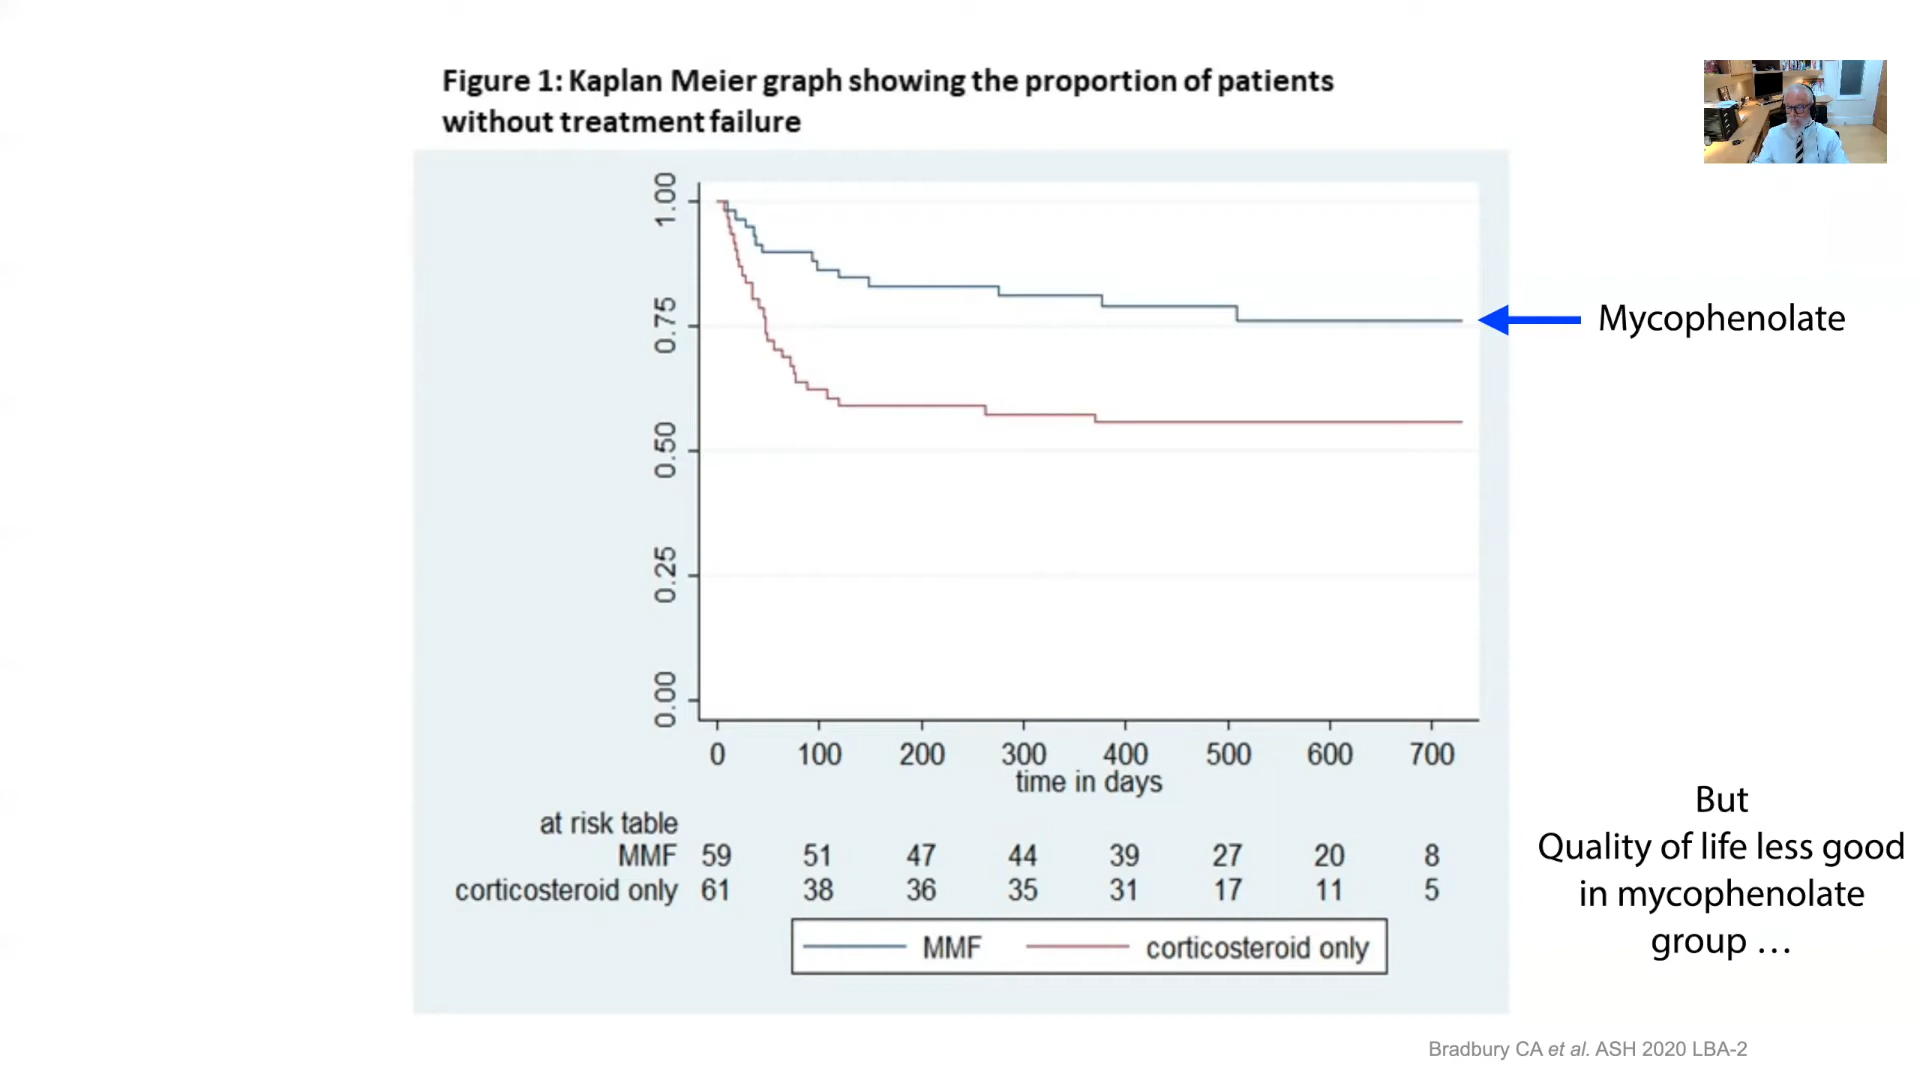 Figure 1: Kaplan Meier graph showing the proportion of patients
without treatment failure
1.00
0.75
0.50
0.25
0.00
Mycophenolate
0 100 200 300 400 500 600 700
time in days
at risk table
MMF 59 51 47 44 39 27 20 8
corticosteroid only 61 38 36 35 31 17 11 5
MMF corticosteroid only
But
Quality of life less good
in mycophenolate
group …
Bradbury CA et al. ASH 2020 LBA-2